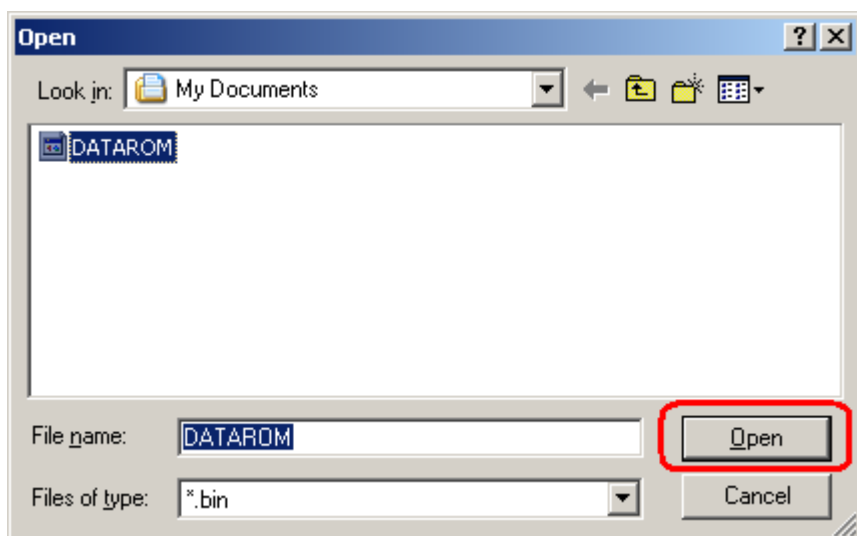 Open
Look in: My Documents
DATAROM
File name: DATAROM Open
Files of type: *.bin Cancel